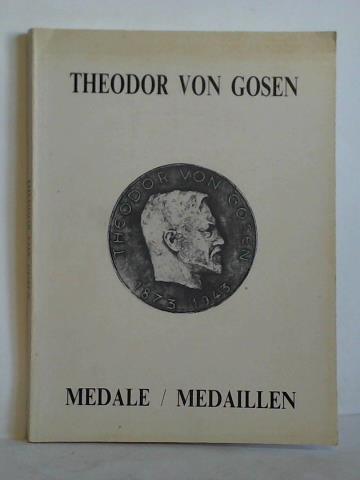 THEODOR VON GOSEN
THEODOR VON GOSEN
1873 1943
MEDALE / MEDAILLEN